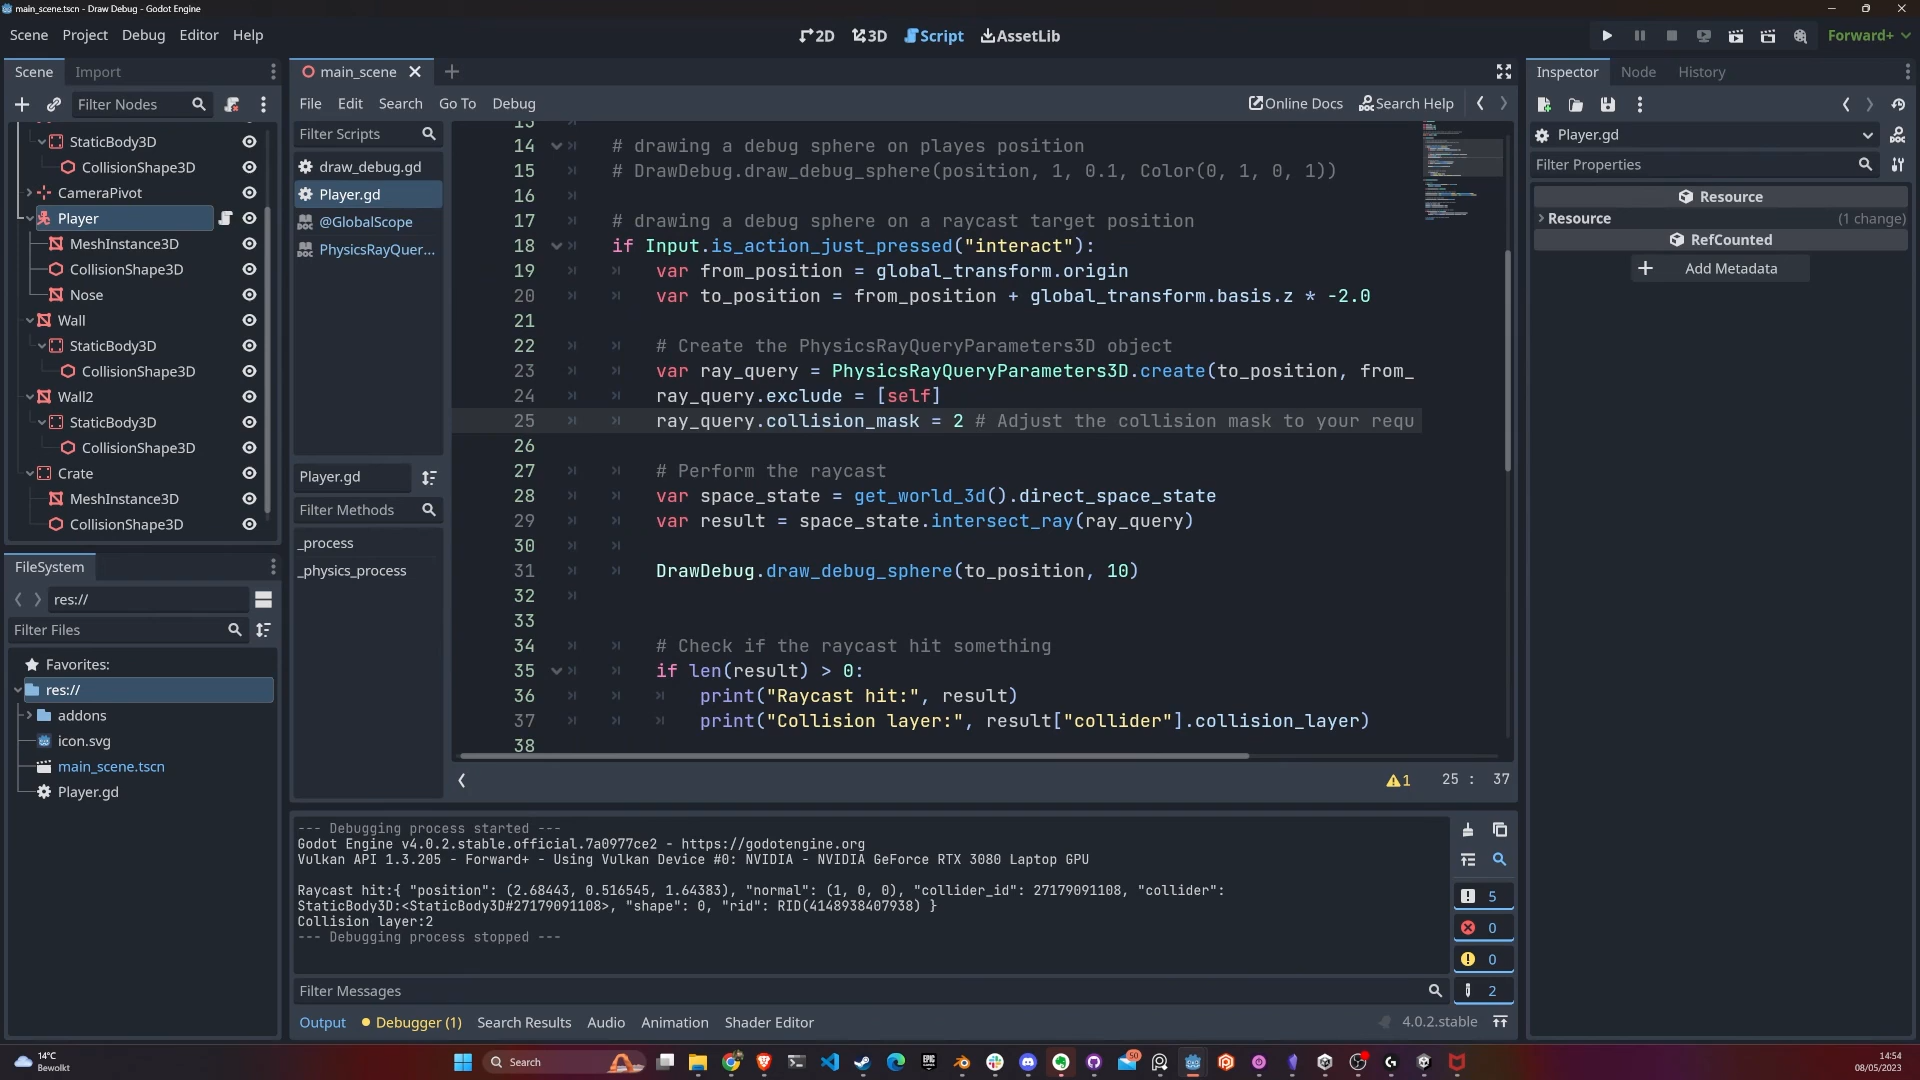 main_scene.tscn - Draw Debug - Godot Engine
Scene Project Debug Editor Help
2D 3D Script AssetLib
Forward+
Scene Import
Filter Nodes
StaticBody3D
CollisionShape3D
CameraPivot
Player
MeshInstance3D
CollisionShape3D
Nose
Wall
StaticBody3D
CollisionShape3D
Wall2
StaticBody3D
CollisionShape3D
Crate
MeshInstance3D
CollisionShape3D
FileSystem
res://
Filter Files
Favorites:
res://
addons
icon.svg
main_scene.tscn
Player.gd
main_scene
File Edit Search Go To Debug
Online Docs Search Help
Filter Scripts
draw_debug.gd
Player.gd
@GlobalScope
PhysicsRayQuer...
Player.gd
Filter Methods
_process
_physics_process
13
14 # drawing a debug sphere on playes position
15 # DrawDebug.draw_debug_sphere(position, 1, 0.1, Color(0, 1, 0, 1))
16
17 # drawing a debug sphere on a raycast target position
18 if Input.is_action_just_pressed("interact"):
19 var from_position = global_transform.origin
20 var to_position = from_position + global_transform.basis.z * -2.0
21
22 # Create the PhysicsRayQueryParameters3D object
23 var ray_query = PhysicsRayQueryParameters3D.create(to_position, from_
24 ray_query.exclude = [self]
25 ray_query.collision_mask = 2 # Adjust the collision mask to your requ
26
27 # Perform the raycast
28 var space_state = get_world_3d().direct_space_state
29 var result = space_state.intersect_ray(ray_query)
30
31 DrawDebug.draw_debug_sphere(to_position, 10)
32
33
34 # Check if the raycast hit something
35 if len(result) > 0:
36 print("Raycast hit:", result)
37 print("Collision layer:", result["collider"].collision_layer)
38
1 25 : 37
--- Debugging process started ---
Godot Engine v4.0.2.stable.official.7a0977ce2 - https://godotengine.org
Vulkan API 1.3.205 - Forward+ - Using Vulkan Device #0: NVIDIA - NVIDIA GeForce RTX 3080 Laptop GPU
Raycast hit:{ "position": (2.68443, 0.516545, 1.64383), "normal": (1, 0, 0), "collider_id": 27179091108, "collider":
StaticBody3D:<StaticBody3D#27179091108>, "shape": 0, "rid": RID(4148938407938) }
Collision layer:2
--- Debugging process stopped ---
5
0
0
2
Filter Messages
Output Debugger (1) Search Results Audio Animation Shader Editor
4.0.2.stable
Inspector Node History
Player.gd
Filter Properties
Resource
Resource (1 change)
RefCounted
Add Metadata
14°C
Bewolkt
Search
50
14:54
08/05/2023